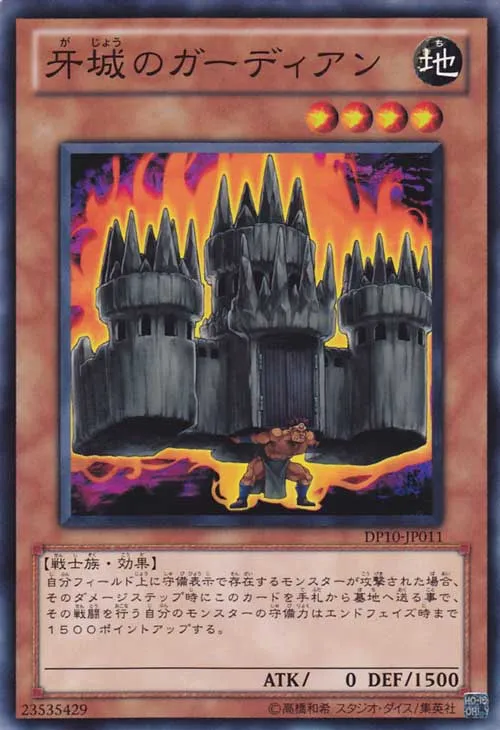 牙城のガーディアン
が じょう
地
ち
DP10-JP011
【戦士族・効果】
自分フィールド上に守備表示で存在するモンスターが攻撃された場合、
そのダメージステップ時にこのカードを手札から墓地へ送る事で、
その戦闘を行う自分のモンスターの守備力はエンドフェイズ時まで
1500ポイントアップする。
ATK/ 0 DEF/1500
23535429
©高橋和希 スタジオ・ダイス/集英社